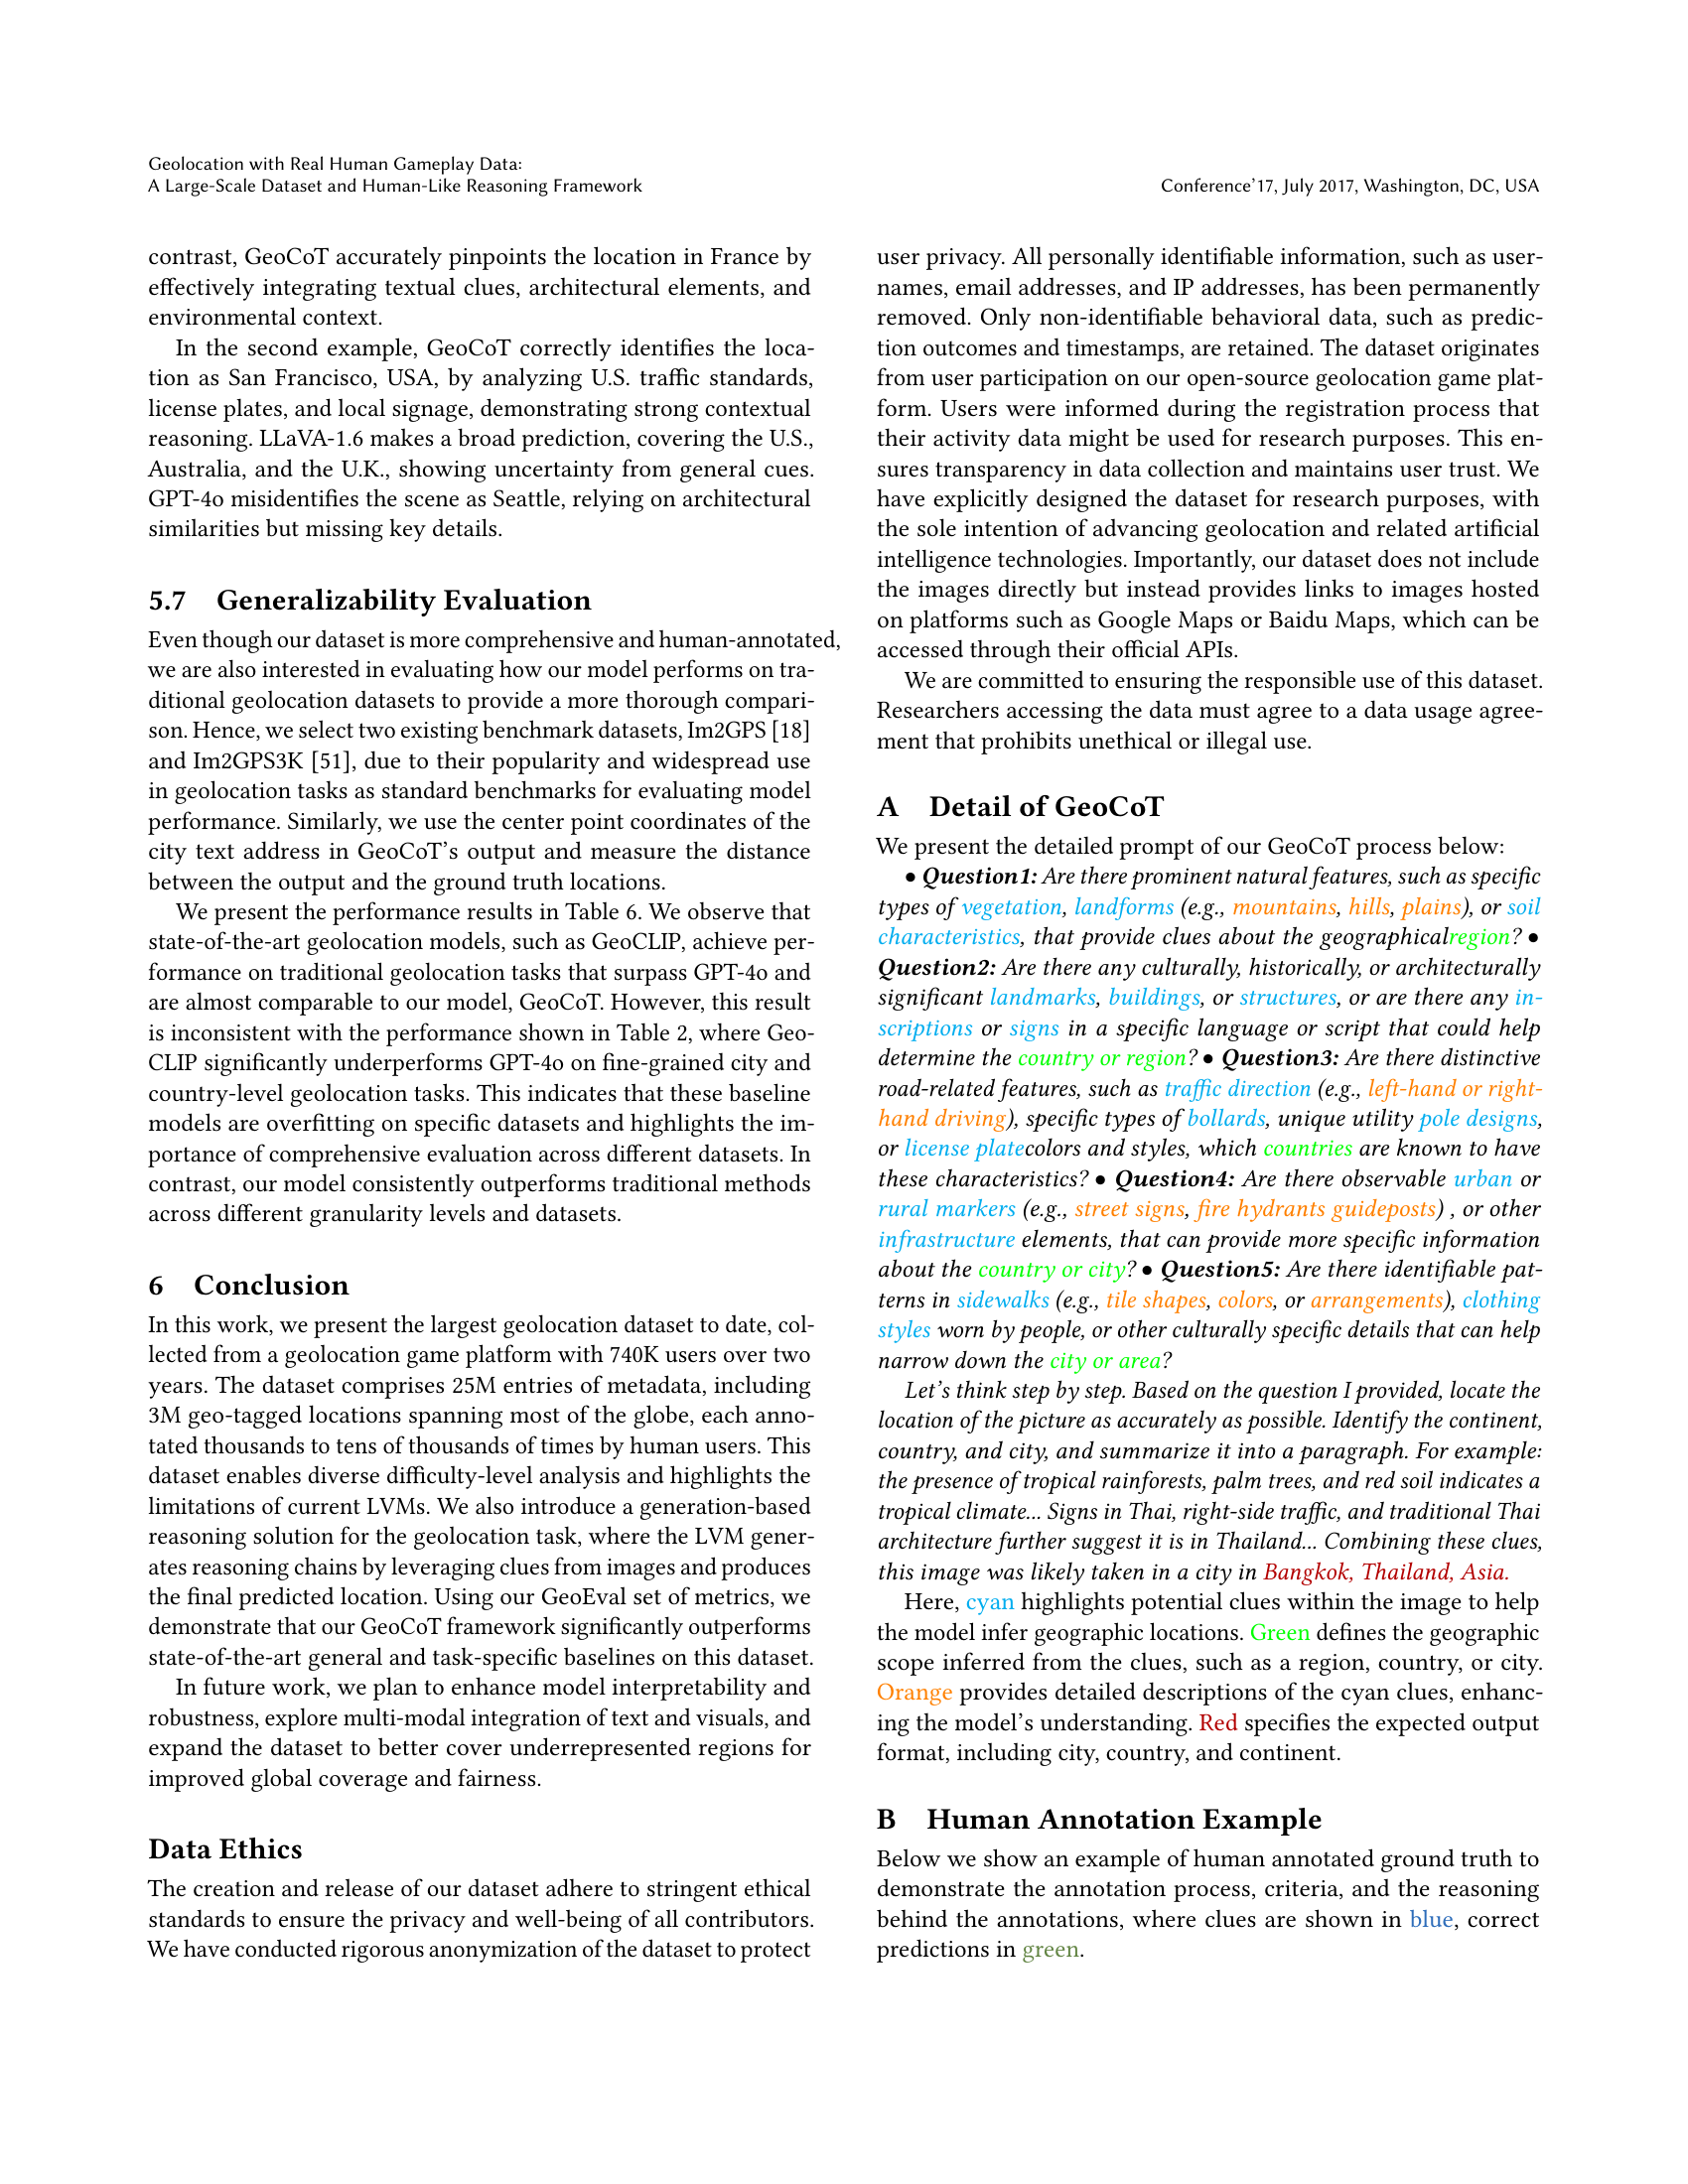 Geolocation with Real Human Gameplay Data:
A Large-Scale Dataset and Human-Like Reasoning Framework
Conference'17, July 2017, Washington, DC, USA
contrast, GeoCoT accurately pinpoints the location in France by
effectively integrating textual clues, architectural elements, and
environmental context.
In the second example, GeoCoT correctly identifies the loca-
tion as San Francisco, USA, by analyzing U.S. traffic standards,
license plates, and local signage, demonstrating strong contextual
reasoning. LLaVA-1.6 makes a broad prediction, covering the U.S.,
Australia, and the U.K., showing uncertainty from general cues.
GPT-4o misidentifies the scene as Seattle, relying on architectural
similarities but missing key details.
5.7 Generalizability Evaluation
Even though our dataset is more comprehensive and human-annotated,
we are also interested in evaluating how our model performs on tra-
ditional geolocation datasets to provide a more thorough compari-
son. Hence, we select two existing benchmark datasets, Im2GPS [18]
and Im2GPS3K [51], due to their popularity and widespread use
in geolocation tasks as standard benchmarks for evaluating model
performance. Similarly, we use the center point coordinates of the
city text address in GeoCoT's output and measure the distance
between the output and the ground truth locations.
We present the performance results in Table 6. We observe that
state-of-the-art geolocation models, such as GeoCLIP, achieve per-
formance on traditional geolocation tasks that surpass GPT-4o and
are almost comparable to our model, GeoCoT. However, this result
is inconsistent with the performance shown in Table 2, where Geo-
CLIP significantly underperforms GPT-4o on fine-grained city and
country-level geolocation tasks. This indicates that these baseline
models are overfitting on specific datasets and highlights the im-
portance of comprehensive evaluation across different datasets. In
contrast, our model consistently outperforms traditional methods
across different granularity levels and datasets.
6 Conclusion
In this work, we present the largest geolocation dataset to date, col-
lected from a geolocation game platform with 740K users over two
years. The dataset comprises 25M entries of metadata, including
3M geo-tagged locations spanning most of the globe, each anno-
tated thousands to tens of thousands of times by human users. This
dataset enables diverse difficulty-level analysis and highlights the
limitations of current LVMs. We also introduce a generation-based
reasoning solution for the geolocation task, where the LVM gener-
ates reasoning chains by leveraging clues from images and produces
the final predicted location. Using our GeoEval set of metrics, we
demonstrate that our GeoCoT framework significantly outperforms
state-of-the-art general and task-specific baselines on this dataset.
In future work, we plan to enhance model interpretability and
robustness, explore multi-modal integration of text and visuals, and
expand the dataset to better cover underrepresented regions for
improved global coverage and fairness.
Data Ethics
The creation and release of our dataset adhere to stringent ethical
standards to ensure the privacy and well-being of all contributors.
We have conducted rigorous anonymization of the dataset to protect
user privacy. All personally identifiable information, such as user-
names, email addresses, and IP addresses, has been permanently
removed. Only non-identifiable behavioral data, such as predic-
tion outcomes and timestamps, are retained. The dataset originates
from user participation on our open-source geolocation game plat-
form. Users were informed during the registration process that
their activity data might be used for research purposes. This en-
sures transparency in data collection and maintains user trust. We
have explicitly designed the dataset for research purposes, with
the sole intention of advancing geolocation and related artificial
intelligence technologies. Importantly, our dataset does not include
the images directly but instead provides links to images hosted
on platforms such as Google Maps or Baidu Maps, which can be
accessed through their official APIs.
We are committed to ensuring the responsible use of this dataset.
Researchers accessing the data must agree to a data usage agree-
ment that prohibits unethical or illegal use.
A Detail of GeoCoT
We present the detailed prompt of our GeoCoT process below:
• Question1: Are there prominent natural features, such as specific
types of vegetation, landforms (e.g., mountains, hills, plains), or soil
characteristics, that provide clues about the geographicalregion? •
Question2: Are there any culturally, historically, or architecturally
significant landmarks, buildings, or structures, or are there any in-
scriptions or signs in a specific language or script that could help
determine the country or region? • Question3: Are there distinctive
road-related features, such as traffic direction (e.g., left-hand or right-
hand driving), specific types of bollards, unique utility pole designs,
or license platecolors and styles, which countries are known to have
these characteristics? • Question4: Are there observable urban or
rural markers (e.g., street signs, fire hydrants guideposts) , or other
infrastructure elements, that can provide more specific information
about the country or city? • Question5: Are there identifiable pat-
terns in sidewalks (e.g., tile shapes, colors, or arrangements), clothing
styles worn by people, or other culturally specific details that can help
narrow down the city or area?
Let's think step by step. Based on the question I provided, locate the
location of the picture as accurately as possible. Identify the continent,
country, and city, and summarize it into a paragraph. For example:
the presence of tropical rainforests, palm trees, and red soil indicates a
tropical climate... Signs in Thai, right-side traffic, and traditional Thai
architecture further suggest it is in Thailand... Combining these clues,
this image was likely taken in a city in Bangkok, Thailand, Asia.
Here, cyan highlights potential clues within the image to help
the model infer geographic locations. Green defines the geographic
scope inferred from the clues, such as a region, country, or city.
Orange provides detailed descriptions of the cyan clues, enhanc-
ing the model's understanding. Red specifies the expected output
format, including city, country, and continent.
B Human Annotation Example
Below we show an example of human annotated ground truth to
demonstrate the annotation process, criteria, and the reasoning
behind the annotations, where clues are shown in blue, correct
predictions in green.